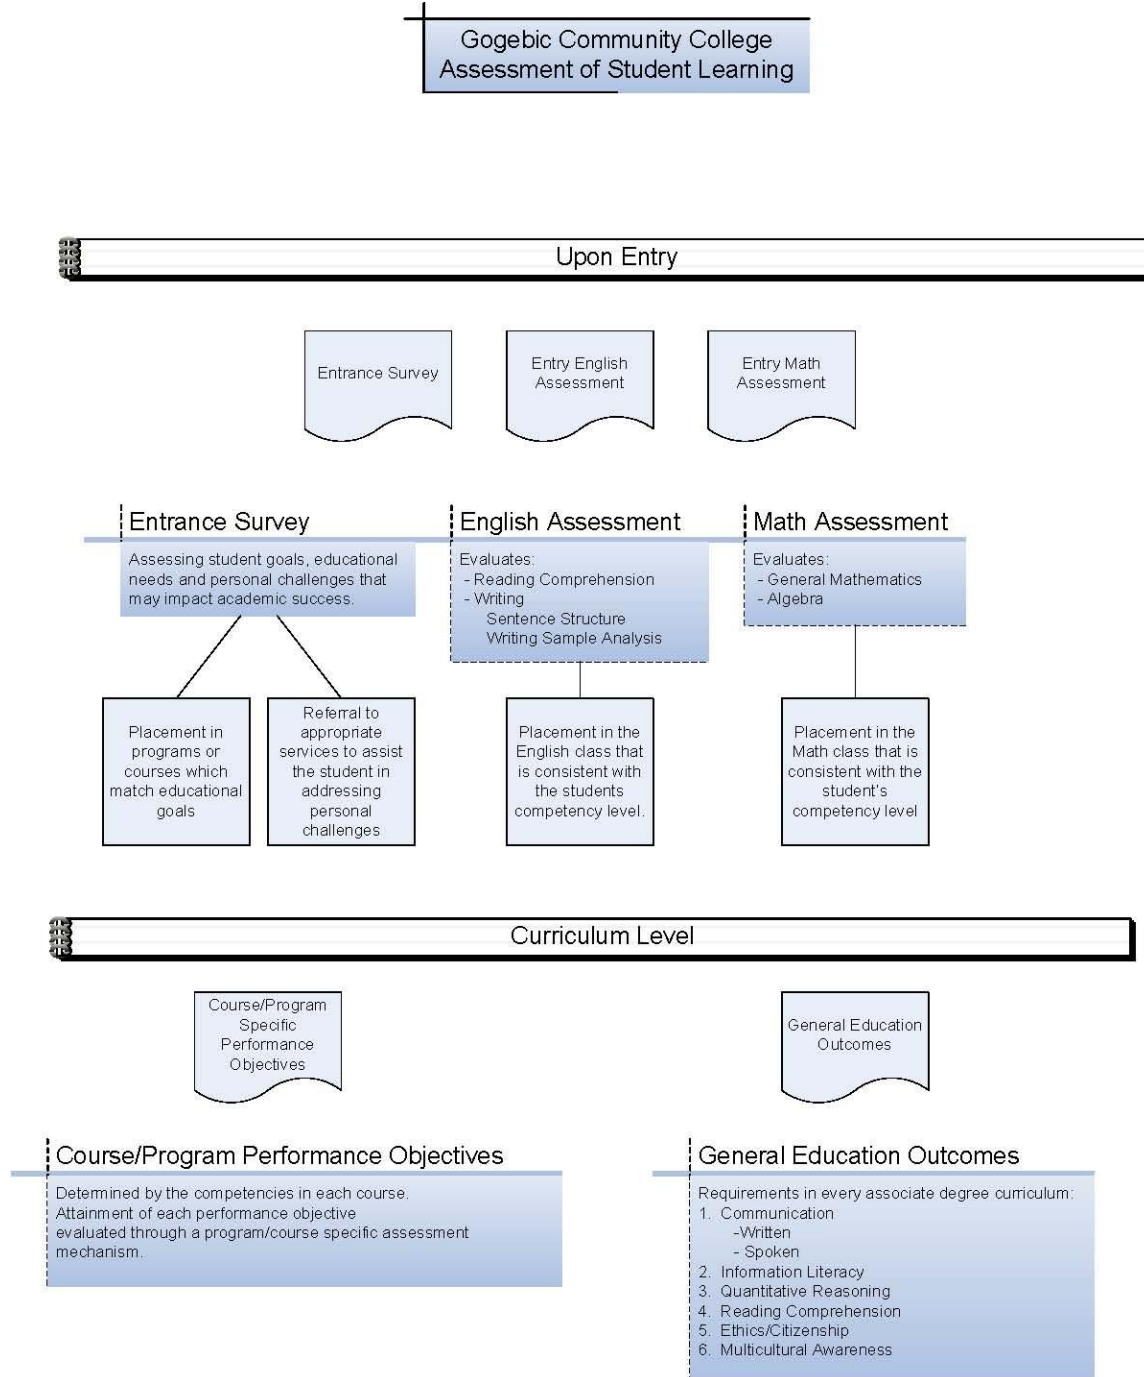 Gogebic Community College
Assessment of Student Learning
Upon Entry
Entrance Survey
Entry English
Assessment
Entry Math
Assessment
Entrance Survey
Assessing student goals, educational
needs and personal challenges that
may impact academic success.
English Assessment
Evaluates:
- Reading Comprehension
- Writing
Sentence Structure
Writing Sample Analysis
Math Assessment
Evaluates:
- General Mathematics
- Algebra
Placement in
programs or
courses which
match educational
goals
Referral to
appropriate
services to assist
the student in
addressing
personal
challenges
Placement in the
English class that
is consistent with
the students
competency level.
Placement in the
Math class that is
consistent with the
student's
competency level
Curriculum Level
Course/Program
Specific
Performance
Objectives
General Education
Outcomes
Course/Program Performance Objectives
Determined by the competencies in each course.
Attainment of each performance objective
evaluated through a program/course specific assessment
mechanism.
General Education Outcomes
Requirements in every associate degree curriculum:
1. Communication
-Written
- Spoken
2. Information Literacy
3. Quantitative Reasoning
4. Reading Comprehension
5. Ethics/Citizenship
6. Multicultural Awareness